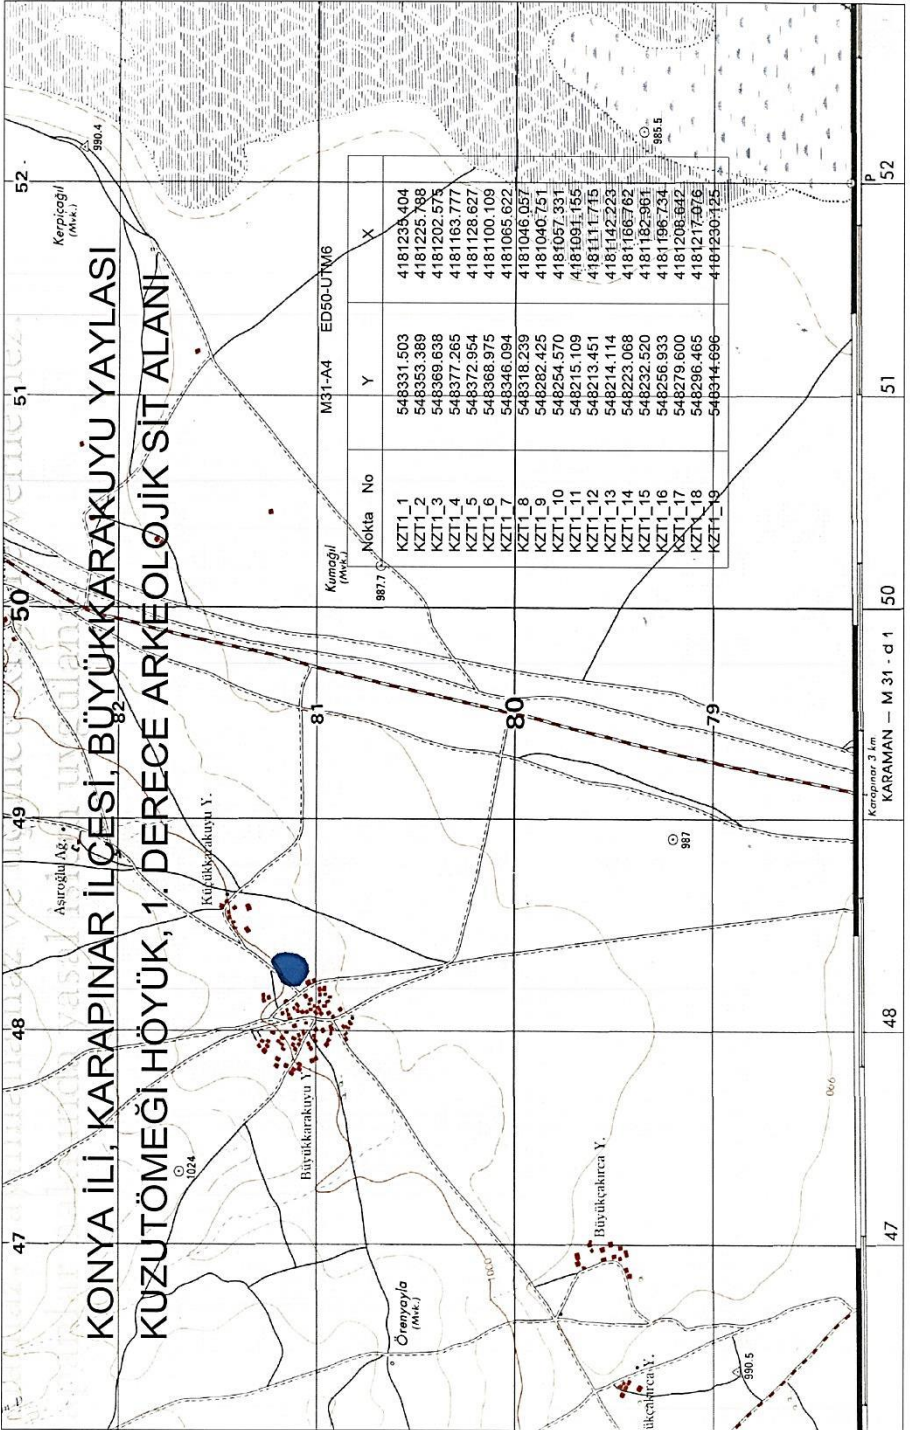 KONYA İLİ, KARAPINAR İLÇESİ, BÜYÜKKARAKUYU YAYLASI
KUZUTÖMEĞİ HÖYÜK, 1. DERECE ARKEOLOJİK SİT ALANI
47
48
49
50
51
52
Aşıroğlu Ağ.
Kerpiçağıl
(Mvk.)
990.4
82
1024
Küçükkarakuyu Y.
Büyükkarakuyu Y.
81
Kumağıl
(Mvk.)
987.7
Örenyayla
(Mvk.)
M31-A4 ED50-UTM6
Nokta No Y X
KZT1_1 548331.503 4181235.404
KZT1_2 548353.389 4181225.788
KZT1_3 548369.638 4181202.575
KZT1_4 548377.265 4181163.777
KZT1_5 548372.954 4181128.627
KZT1_6 548368.975 4181100.109
KZT1_7 548346.094 4181065.622
KZT1_8 548318.239 4181046.057
KZT1_9 548282.425 4181040.751
KZT1_10 548254.570 4181057.331
KZT1_11 548215.109 4181091.155
KZT1_12 548213.451 4181111.715
KZT1_13 548214.114 4181142.223
KZT1_14 548223.068 4181166.762
KZT1_15 548232.520 4181182.961
KZT1_16 548256.933 4181196.734
KZT1_17 548279.600 4181208.642
KZT1_18 548296.465 4181217.076
KZT1_19 548314.696 4181230.125
1000
80
Büyükçakırca Y.
987
985.5
79
990.5
990
47
48
50
51
52
P
Karapınar 3 km
KARAMAN — M 31 - d 1